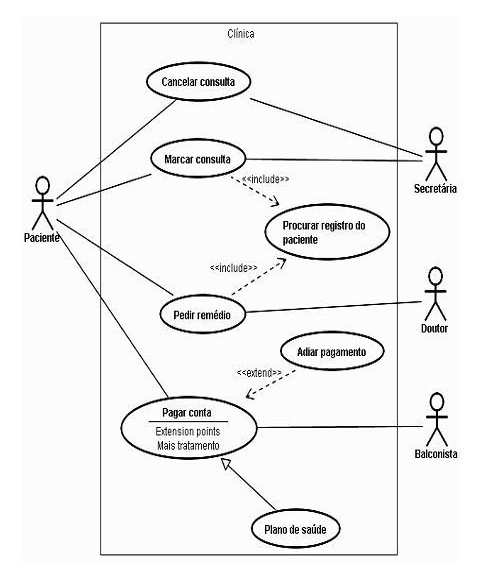 Clínica
Cancelar consulta
Marcar consulta
<<include>>
Secretária
Paciente
Procurar registro do
paciente
<<include>>
Pedir remédio
Doutor
Adiar pagamento
<<extend>>
Pagar conta
Extension points
Mais tratamento
Balconista
Plano de saúde